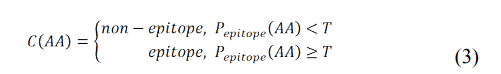 C(AA) = { non − epitope, P_epitope(AA) < T
epitope, P_epitope(AA) ≥ T
(3)